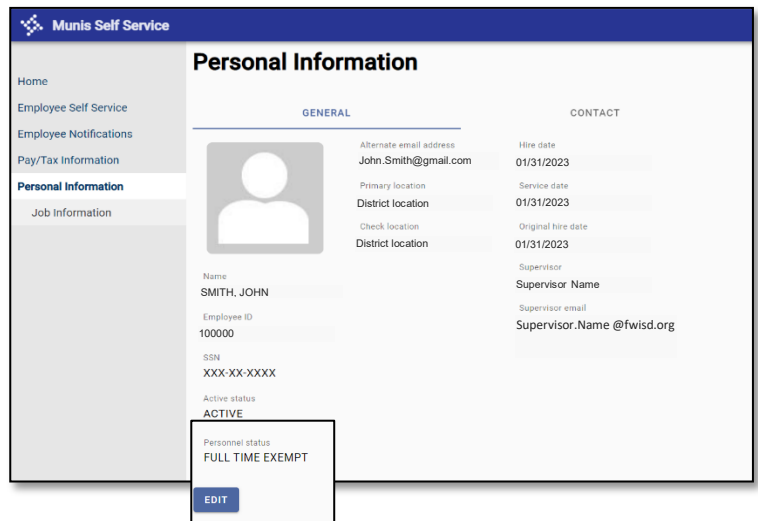 Munis Self Service
Home
Employee Self Service
Employee Notifications
Pay/Tax Information
Personal Information
Job Information
Personal Information
GENERAL
CONTACT
Name
SMITH, JOHN
Employee ID
100000
SSN
XXX-XX-XXXX
Active status
ACTIVE
Personnel status
FULL TIME EXEMPT
EDIT
Alternate email address
John.Smith@gmail.com
Primary location
District location
Check location
District location
Hire date
01/31/2023
Service date
01/31/2023
Original hire date
01/31/2023
Supervisor
Supervisor Name
Supervisor email
Supervisor.Name @fwisd.org